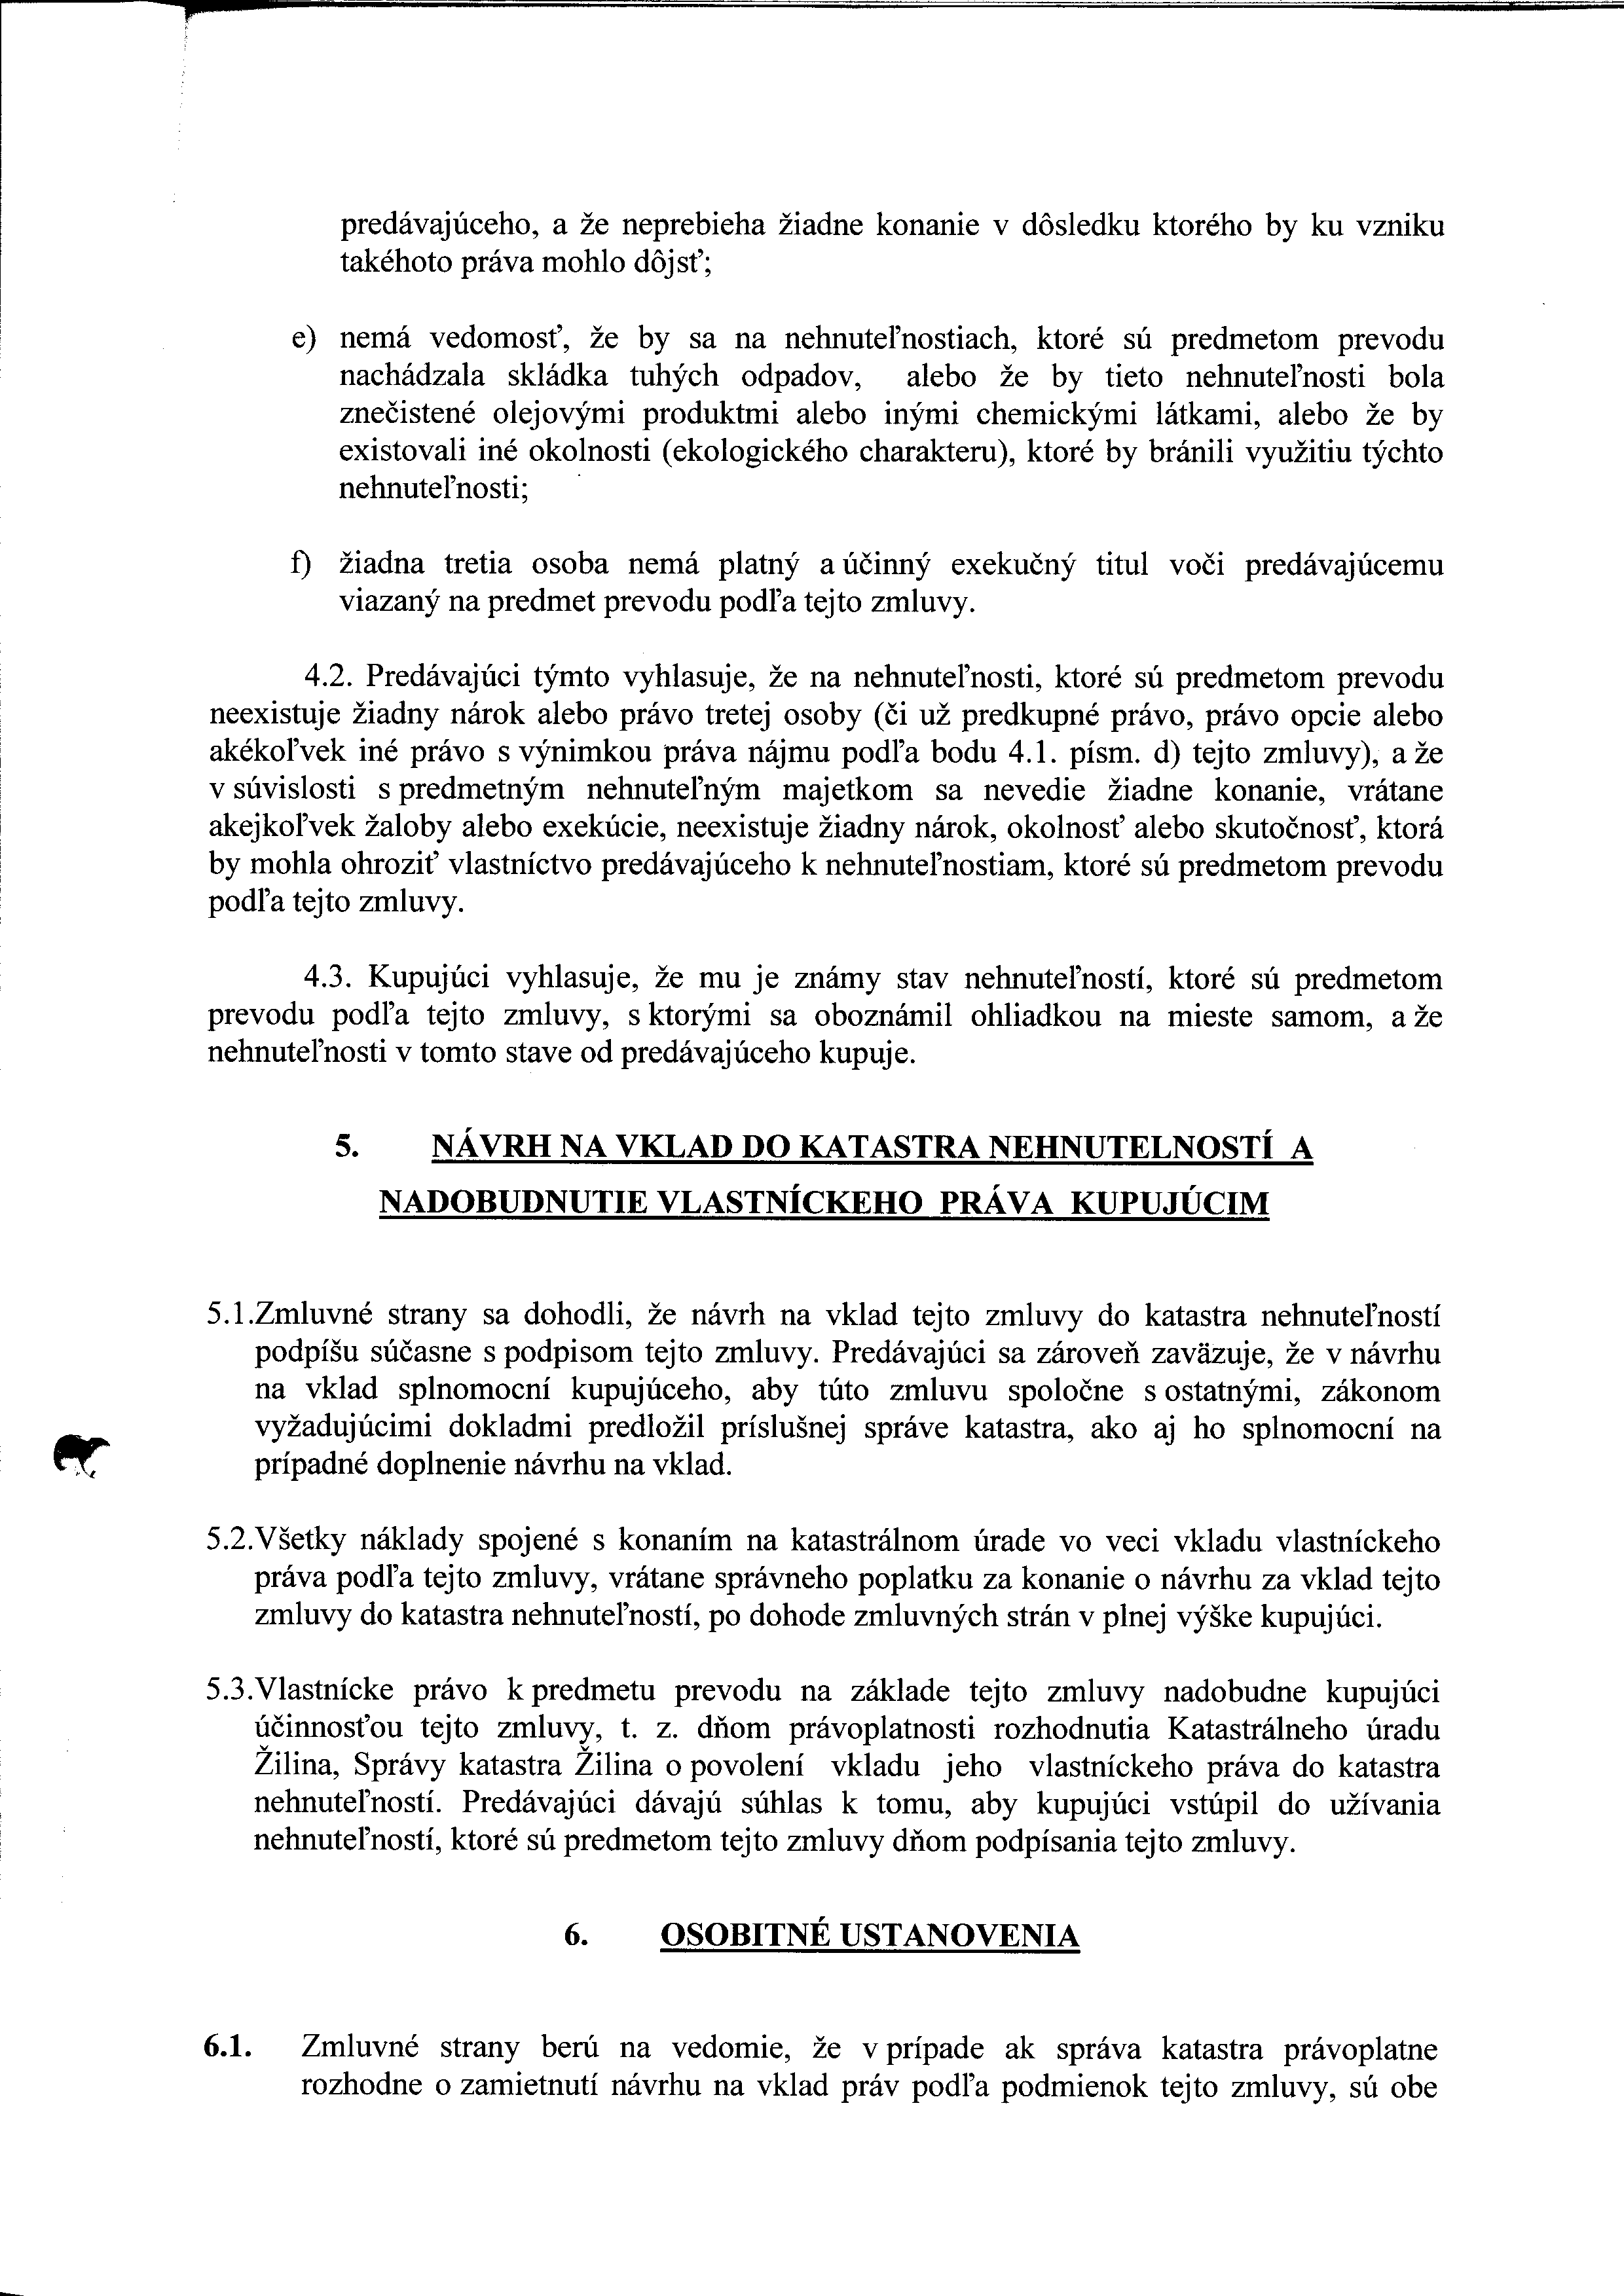 predávajúceho, a že neprebieha žiadne konanie v dôsledku ktorého by ku vzniku
takéhoto práva mohlo dôjsť;
e) nemá vedomosť, že by sa na nehnuteľnostiach, ktoré sú predmetom prevodu
nachádzala skládka tuhých odpadov, alebo že by tieto nehnuteľnosti bola
znečistené olejovými produktmi alebo inými chemickými látkami, alebo že by
existovali iné okolnosti (ekologického charakteru), ktoré by bránili využitiu týchto
nehnuteľnosti;
f) žiadna tretia osoba nemá platný a účinný exekučný titul voči predávajúcemu
viazaný na predmet prevodu podľa tejto zmluvy.
4.2. Predávajúci týmto vyhlasuje, že na nehnuteľnosti, ktoré sú predmetom prevodu
neexistuje žiadny nárok alebo právo tretej osoby (či už predkupné právo, právo opcie alebo
akékoľvek iné právo s výnimkou práva nájmu podľa bodu 4.1. písm. d) tejto zmluvy), a že
v súvislosti s predmetným nehnuteľným majetkom sa nevedie žiadne konanie, vrátane
akejkoľvek žaloby alebo exekúcie, neexistuje žiadny nárok, okolnosť alebo skutočnosť, ktorá
by mohla ohroziť vlastníctvo predávajúceho k nehnuteľnostiam, ktoré sú predmetom prevodu
podľa tejto zmluvy.
4.3. Kupujúci vyhlasuje, že mu je známy stav nehnuteľností, ktoré sú predmetom
prevodu podľa tejto zmluvy, s ktorými sa oboznámil ohliadkou na mieste samom, a že
nehnuteľnosti v tomto stave od predávajúceho kupuje.
5. NÁVRH NA VKLAD DO KATASTRA NEHNUTELNOSTÍ A
NADOBUDNUTIE VLASTNÍCKEHO PRÁVA KUPUJÚCIM
5.1.Zmluvné strany sa dohodli, že návrh na vklad tejto zmluvy do katastra nehnuteľností
podpíšu súčasne s podpisom tejto zmluvy. Predávajúci sa zároveň zaväzuje, že v návrhu
na vklad splnomocní kupujúceho, aby túto zmluvu spoločne s ostatnými, zákonom
vyžadujúcimi dokladmi predložil príslušnej správe katastra, ako aj ho splnomocní na
prípadné doplnenie návrhu na vklad.
5.2.Všetky náklady spojené s konaním na katastrálnom úrade vo veci vkladu vlastníckeho
práva podľa tejto zmluvy, vrátane správneho poplatku za konanie o návrhu za vklad tejto
zmluvy do katastra nehnuteľností, po dohode zmluvných strán v plnej výške kupujúci.
5.3.Vlastnícke právo k predmetu prevodu na základe tejto zmluvy nadobudne kupujúci
účinnosťou tejto zmluvy, t. z. dňom právoplatnosti rozhodnutia Katastrálneho úradu
Žilina, Správy katastra Žilina o povolení vkladu jeho vlastníckeho práva do katastra
nehnuteľností. Predávajúci dávajú súhlas k tomu, aby kupujúci vstúpil do užívania
nehnuteľností, ktoré sú predmetom tejto zmluvy dňom podpísania tejto zmluvy.
6. OSOBITNÉ USTANOVENIA
6.1. Zmluvné strany berú na vedomie, že v prípade ak správa katastra právoplatne
rozhodne o zamietnutí návrhu na vklad práv podľa podmienok tejto zmluvy, sú obe